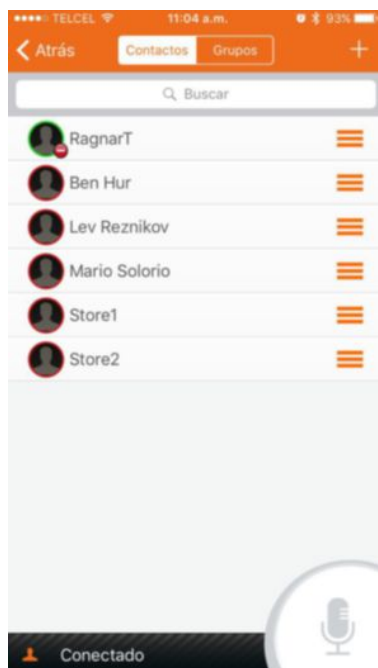 TELCEL 11:04 a.m. 93%
Atrás Contactos Grupos +
Buscar
RagnarT
Ben Hur
Lev Reznikov
Mario Solorio
Store1
Store2
Conectado